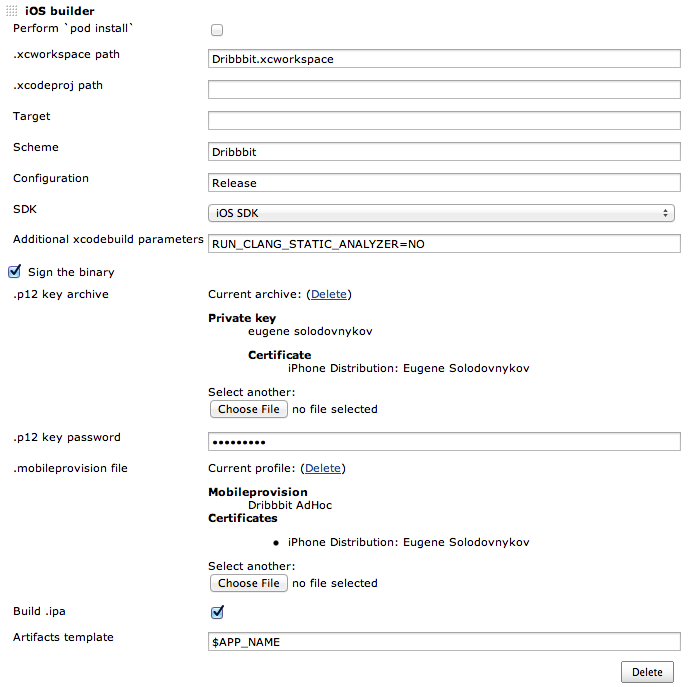 iOS builder
Perform `pod install`
.xcworkspace path Dribbbit.xcworkspace
.xcodeproj path
Target
Scheme Dribbbit
Configuration Release
SDK iOS SDK
Additional xcodebuild parameters RUN_CLANG_STATIC_ANALYZER=NO
Sign the binary
.p12 key archive Current archive: (Delete)
Private key
eugene solodovnykov
Certificate
iPhone Distribution: Eugene Solodovnykov
Select another:
Choose File no file selected
.p12 key password •••••••••
.mobileprovision file Current profile: (Delete)
Mobileprovision
Dribbbit AdHoc
Certificates
• iPhone Distribution: Eugene Solodovnykov
Select another:
Choose File no file selected
Build .ipa
Artifacts template $APP_NAME
Delete